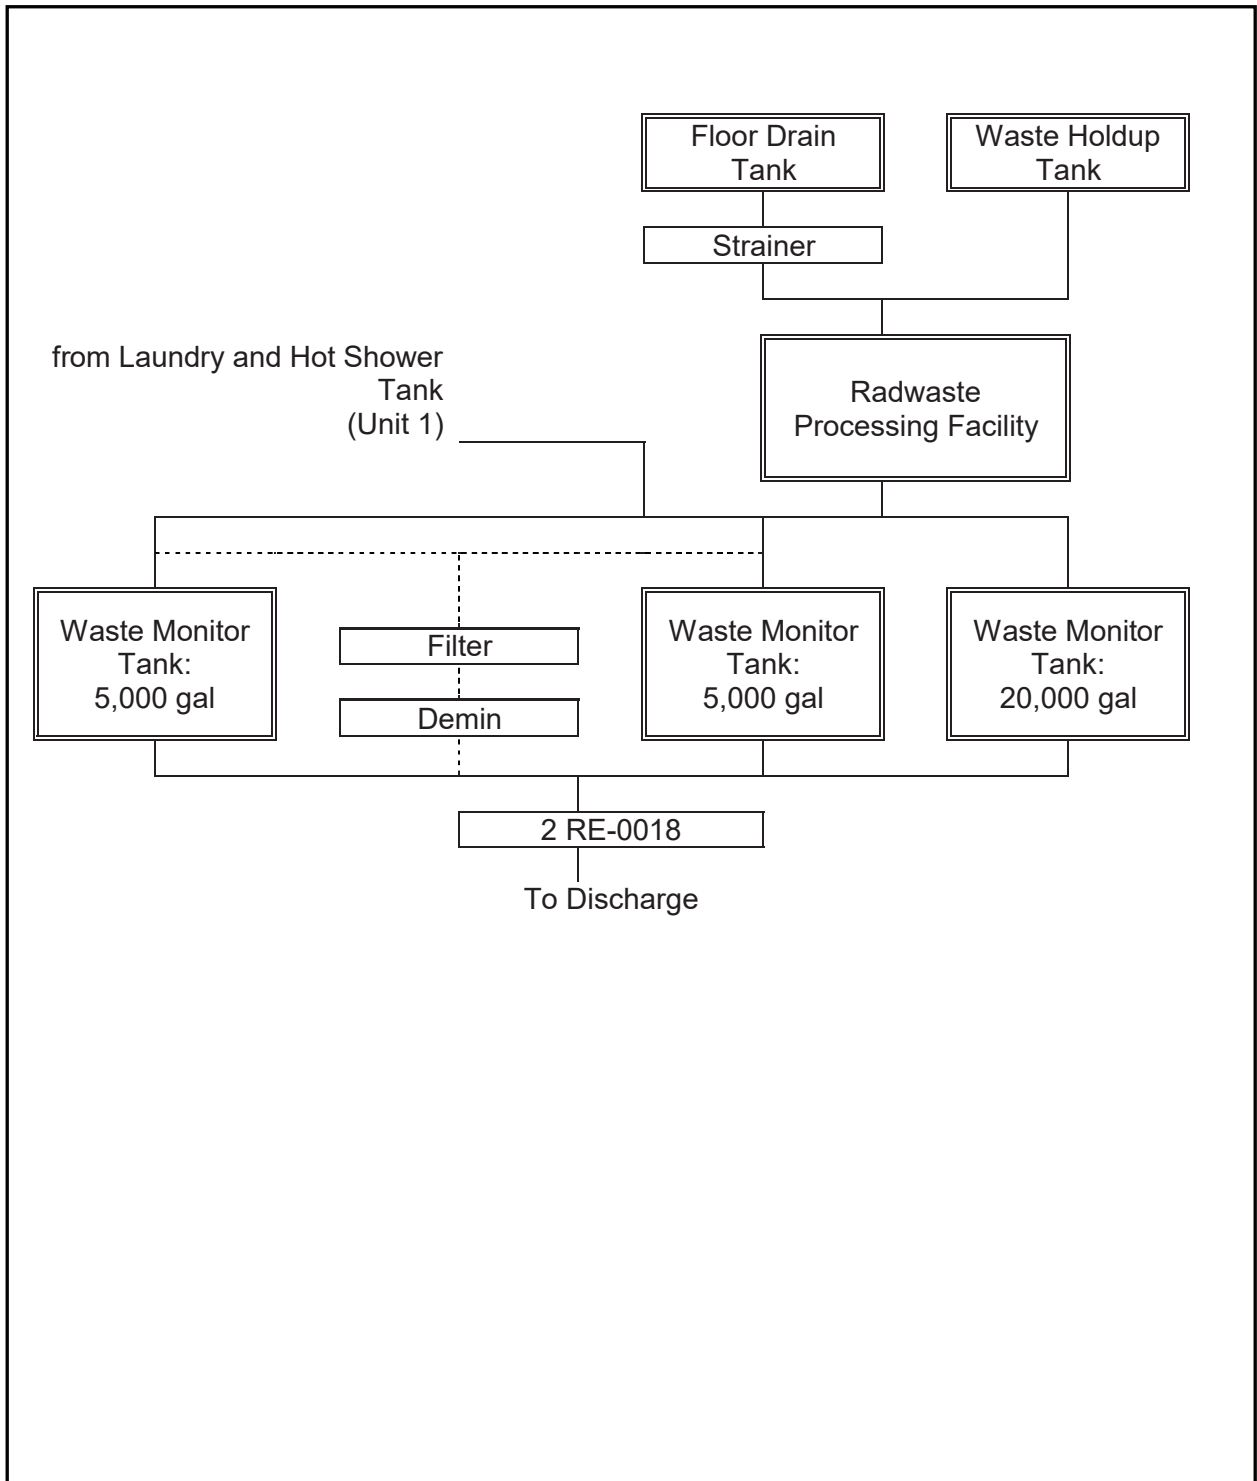 Floor Drain
Tank
Waste Holdup
Tank
Strainer
from Laundry and Hot Shower
Tank
(Unit 1)
Radwaste
Processing Facility
Waste Monitor
Tank:
5,000 gal
Filter
Demin
Waste Monitor
Tank:
5,000 gal
Waste Monitor
Tank:
20,000 gal
2 RE-0018
To Discharge